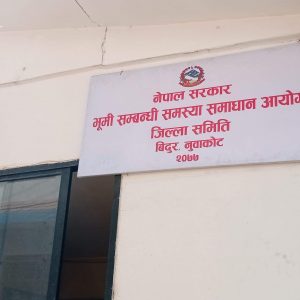 नेपाल सरकार
भूमी सम्बन्धी समस्या समाधान आयोग
जिल्ला समिति
बिदुर, नुवाकोट
२०७७